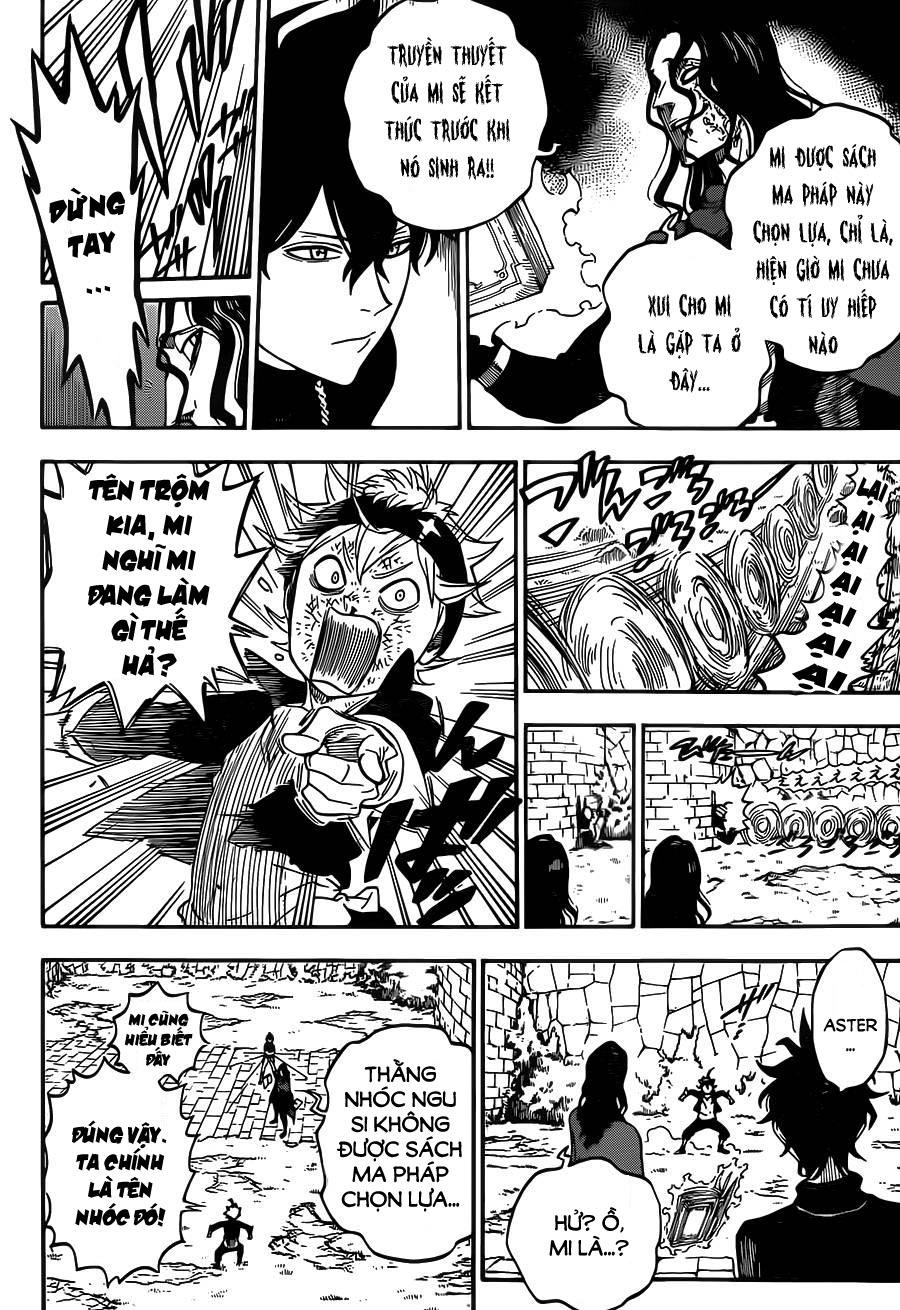 MI ĐƯỢC SÁCH
MA PHÁP NÀY
CHỌN LỰA, CHỈ LÀ,
HIỆN GIỜ MI CHƯA
CÓ TÍ UY HIẾP
NÀO
XUI CHO MI
LÀ GẶP TA Ở
ĐÂY...
TRUYỀN THUYẾT
CỦA MI SẼ KẾT
THÚC TRƯỚC KHI
NÓ SINH RA!!
DỪNG
TAY
...
LẠI
ẠI
ẠI
ẠI
ẠI
ẠI
ẠI
TÊN TRỘM
KIA, MI
NGHĨ MI
ĐANG LÀM
GÌ THẾ
HẢ?
ASTER
...
HỬ? Ồ,
MI LÀ...?
THẰNG
NHÓC NGU
SI KHÔNG
ĐƯỢC SÁCH
MA PHÁP
CHỌN LỰA...
MI CŨNG
HIỂU BIẾT
ĐẤY
ĐÚNG VẬY.
TA CHÍNH
LÀ TÊN
NHÓC ĐÓ!